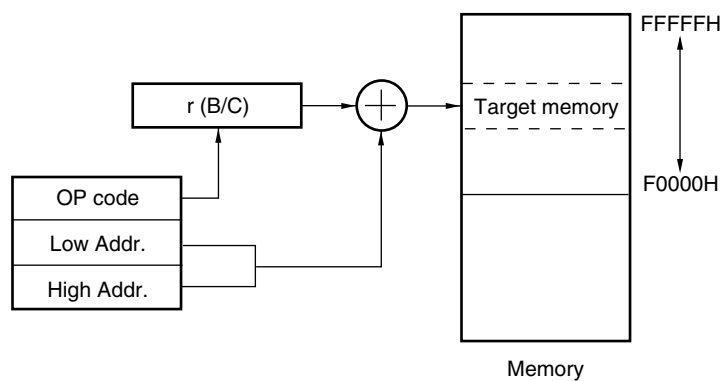 FFFFFH
r (B/C)
Target memory
OP code
F0000H
Low Addr.
High Addr.
Memory